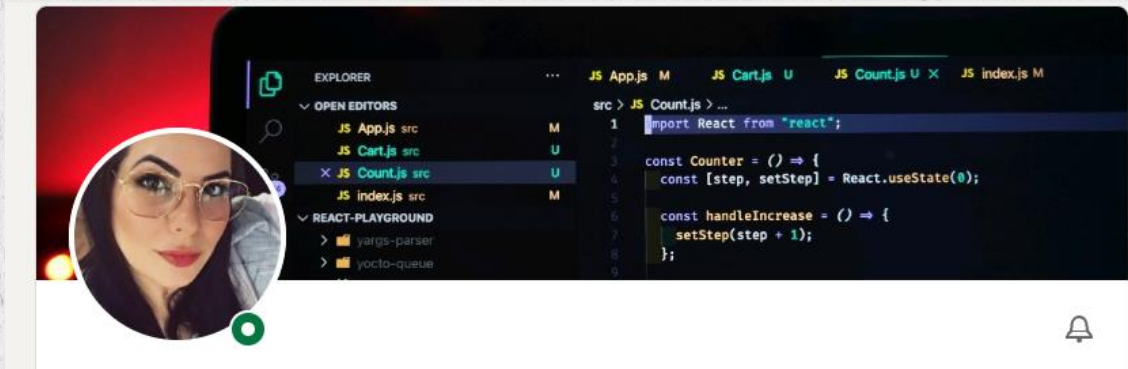 EXPLORER ...
OPEN EDITORS
JS App.js src M
JS Cart.js src U
× JS Count.js src U
JS index.js src M
REACT-PLAYGROUND
> yargs-parser
> yocto-queue
JS App.js M JS Cart.js U JS Count.js U × JS index.js M
src > JS Count.js > ...
1 import React from "react";
2
3 const Counter = () ⇒ {
4 const [step, setStep] = React.useState(0);
5
6 const handleIncrease = () ⇒ {
7 setStep(step + 1);
8 };
9